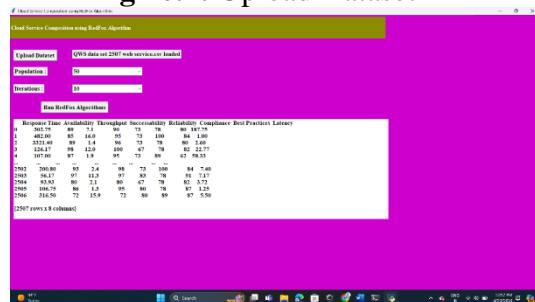 Upload Dataset
Cloud Service Composition using RedFox Algorithm
Cloud Service Composition using RedFox Algorithm
Upload Dataset QWS data set 2507 web service.csv loaded
Population : 50
Iterations : 10
Run RedFox Algorithms
Response Time Availability Throughput Successability Reliability Compliance Best Practices Latency
0 302.75 89 7.1 90 73 78 80 187.75
1 482.00 85 16.0 95 73 100 84 1.00
2 3321.40 89 1.4 96 73 78 80 2.60
3 126.17 98 12.0 100 67 78 82 22.77
4 107.00 87 1.9 95 73 89 62 58.33
... ... ... ... ... ... ... ... ...
2502 200.80 93 2.4 98 73 100 84 7.40
2503 56.17 97 11.3 97 83 78 91 7.17
2504 93.93 80 2.1 80 67 78 82 3.72
2505 106.75 86 1.3 95 80 78 87 1.25
2506 316.50 72 15.9 72 80 89 87 5.50
[2507 rows x 8 columns]
Search